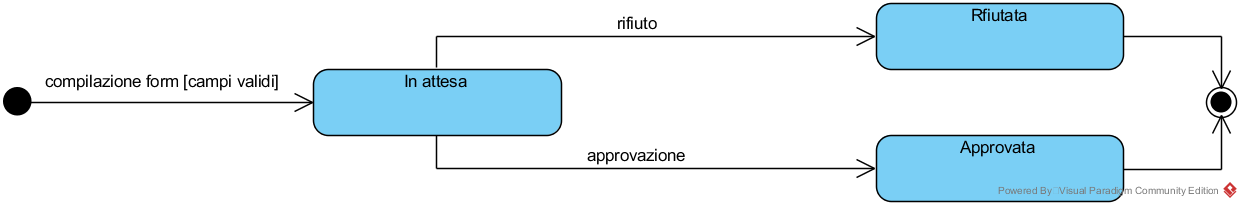 rifiuto
Rfiutata
compilazione form [campi validi]
In attesa
approvazione
Approvata
Powered By Visual Paradigm Community Edition